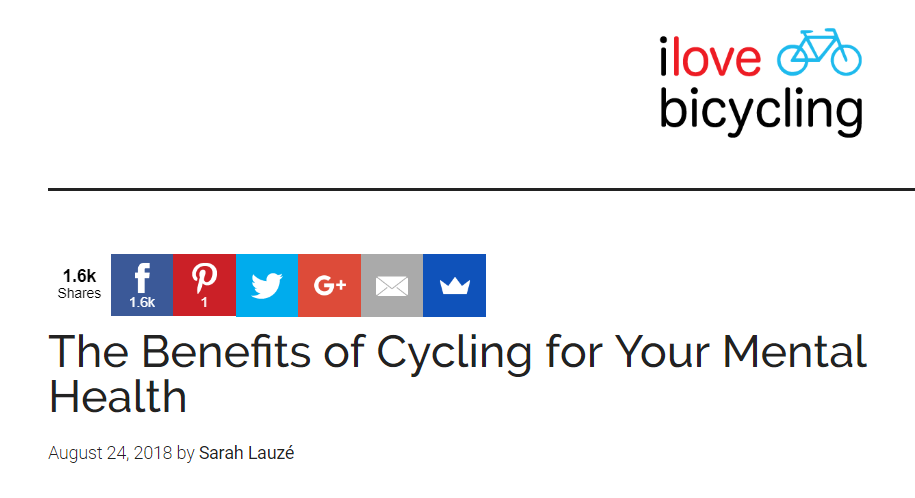 ilove
bicycling
1.6k
Shares
f
1.6k
1
G+
The Benefits of Cycling for Your Mental
Health
August 24, 2018 by Sarah Lauzé